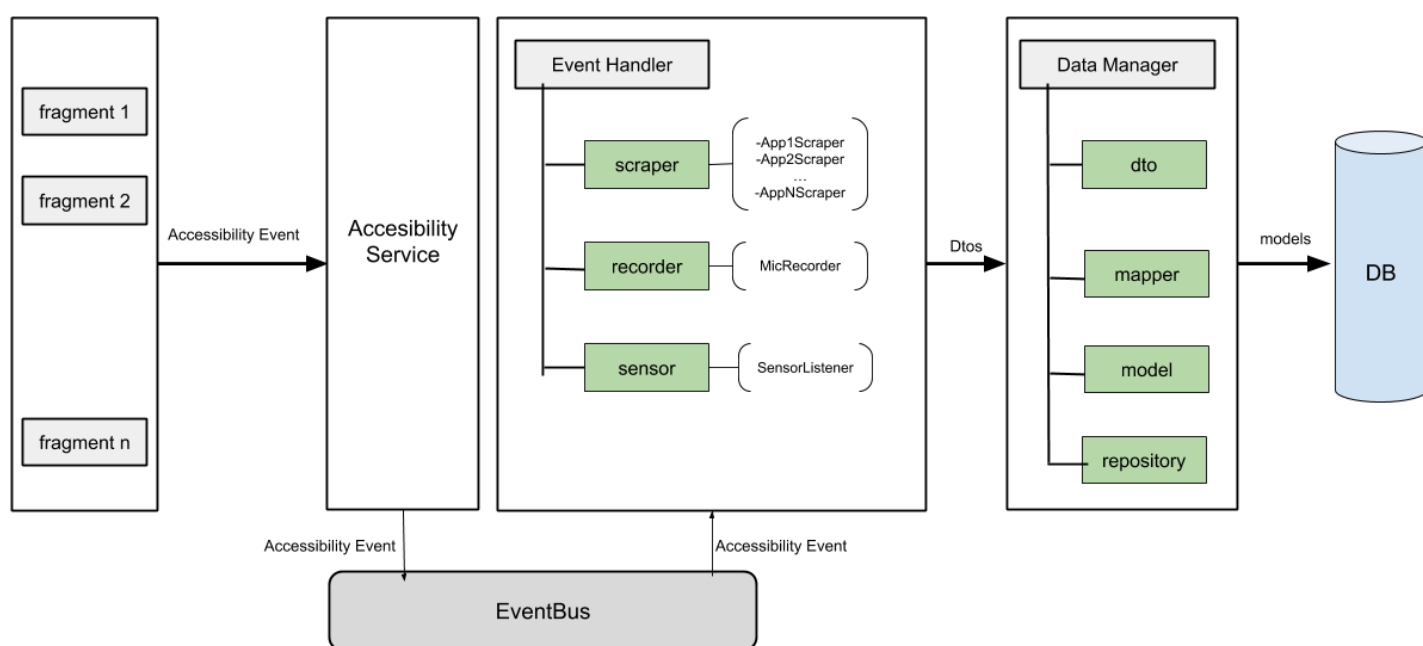 fragment 1
fragment 2
fragment n
Accessibility Event
Accesibility
Service
Event Handler
scraper
-App1Scraper
-App2Scraper
...
-AppNScraper
recorder
MicRecorder
sensor
SensorListener
Dtos
Data Manager
dto
mapper
model
repository
models
DB
Accessibility Event
Accessibility Event
EventBus